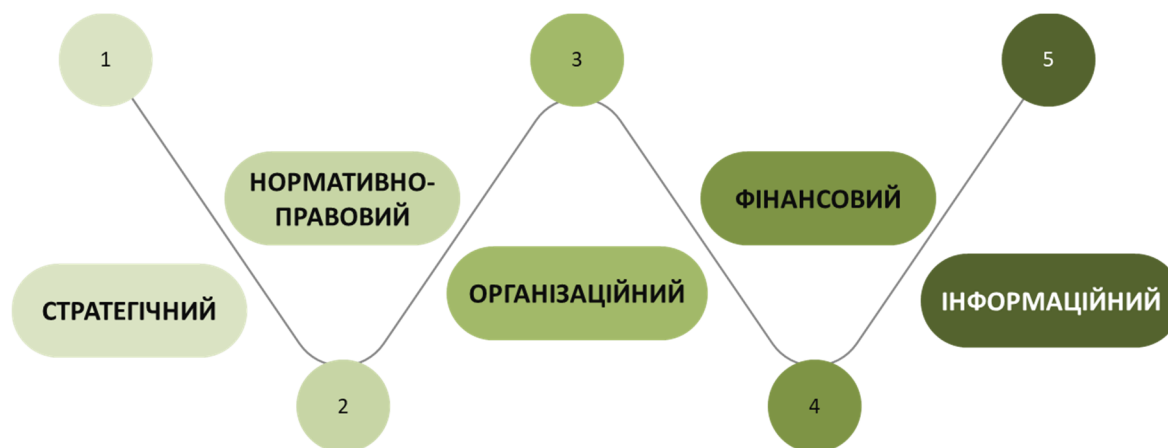 1
СТРАТЕГІЧНИЙ
2
НОРМАТИВНО-
ПРАВОВИЙ
3
ОРГАНІЗАЦІЙНИЙ
4
ФІНАНСОВИЙ
5
ІНФОРМАЦІЙНИЙ